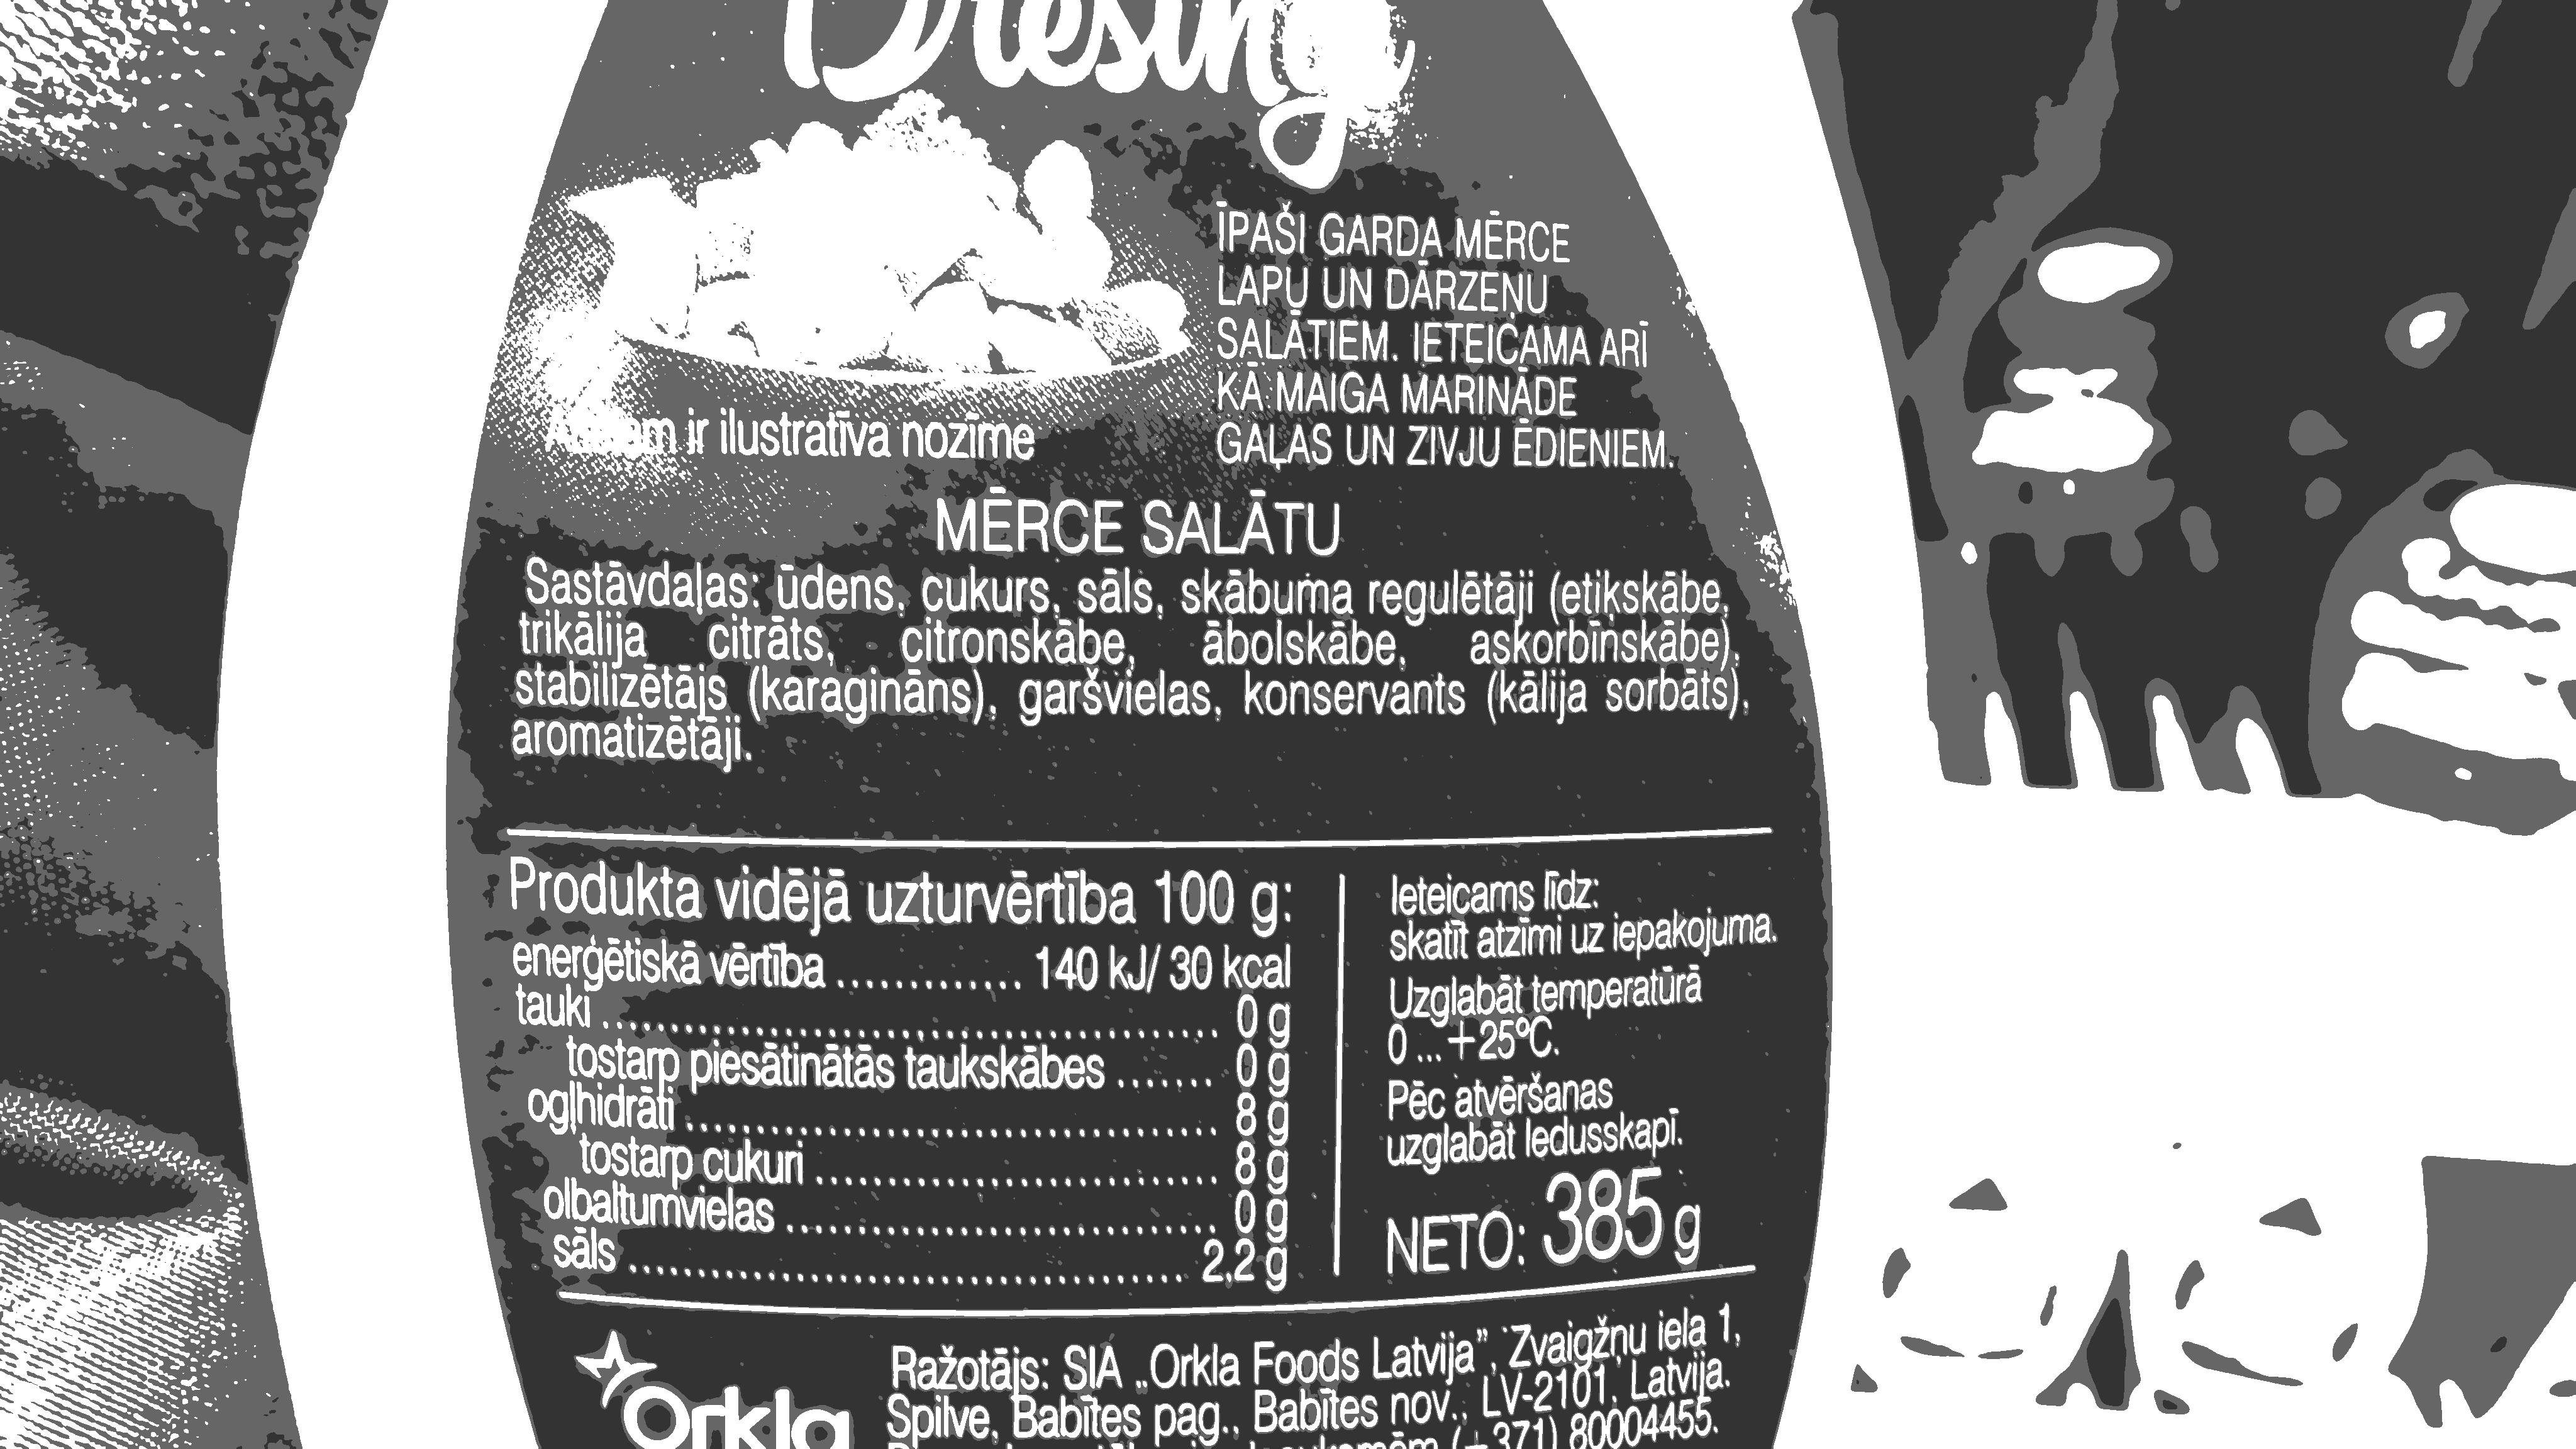 Dresing
ĪPAŠI GARDA MĒRCE
LAPU UN DĀRZEŅU
SALĀTIEM. IETEICAMA ARĪ
KĀ MAIGA MARINĀDE
GAĻAS UN ZIVJU ĒDIENIEM.
ir ilustratīva nozīme
MĒRCE SALĀTU
Sastāvdaļas: ūdens, cukurs, sāls, skābuma regulētāji (etiķskābe,
trikālija citrāts, citronskābe, ābolskābe, askorbīnskābe),
stabilizētājs (karagināns), garšvielas, konservants (kālija sorbāts),
aromatizētāji.
Produkta vidējā uzturvērtība 100 g:
enerģētiskā vērtība ............. 140 kJ/ 30 kcal
tauki ........................................... 0 g
tostarp piesātinātās taukskābes ....... 0 g
ogļhidrāti ..................................... 8 g
tostarp cukuri ............................ 8 g
olbaltumvielas .............................. 0 g
sāls ....................................... 2,2 g
Ieteicams līdz:
skatīt atzīmi uz iepakojuma.
Uzglabāt temperatūrā
0 ...+25°C.
Pēc atvēršanas
uzglabāt ledusskapī.
NETO: 385 g
Orkla
Ražotājs: SIA „Orkla Foods Latvija”, Zvaigžņu iela 1,
Spilve, Babītes pag., Babītes nov., LV-2101, Latvija.
(+371) 80004455.